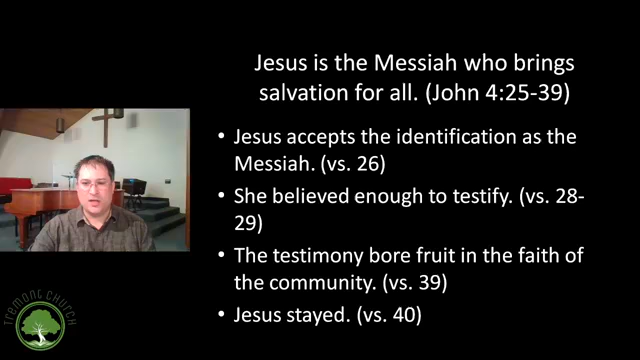 Jesus is the Messiah who brings
salvation for all. (John 4:25-39)
• Jesus accepts the identification as the
Messiah. (vs. 26)
• She believed enough to testify. (vs. 28-
29)
• The testimony bore fruit in the faith of
the community. (vs. 39)
• Jesus stayed. (vs. 40)
Tremont Church